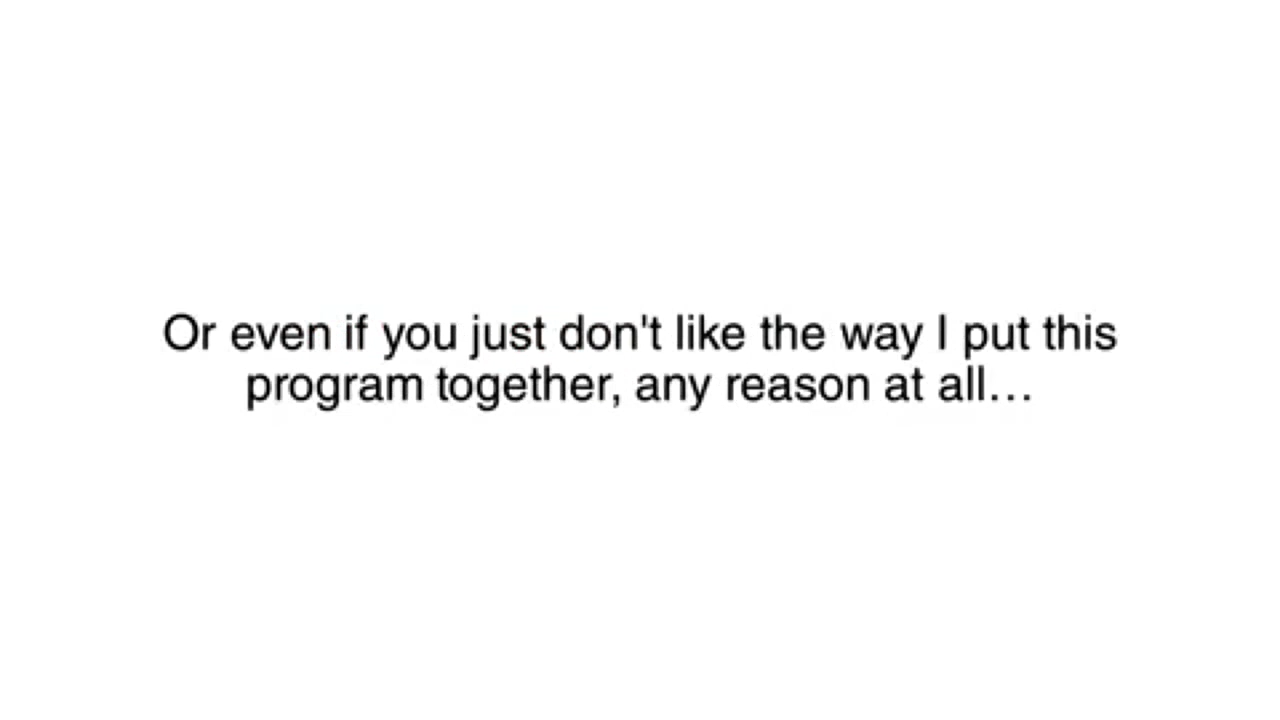 Or even if you just don't like the way I put this
program together, any reason at all…